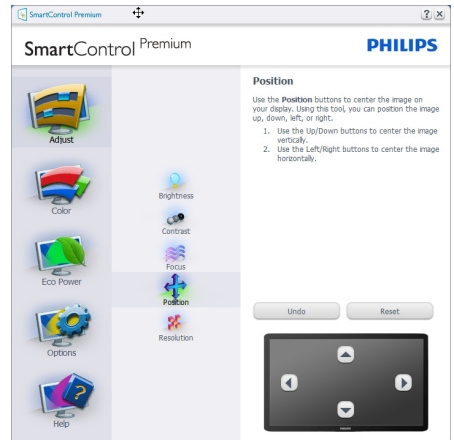 SmartControl Premium
SmartControl Premium
PHILIPS
Adjust
Color
Eco Power
Options
Help
Brightness
Contrast
Focus
Position
Resolution
Position
Use the Position buttons to center the image on
your display. Using this tool, you can position the image
up, down, left, or right.
1. Use the Up/Down buttons to center the image
vertically.
2. Use the Left/Right buttons to center the image
horizontally.
Undo
Reset
PHILIPS